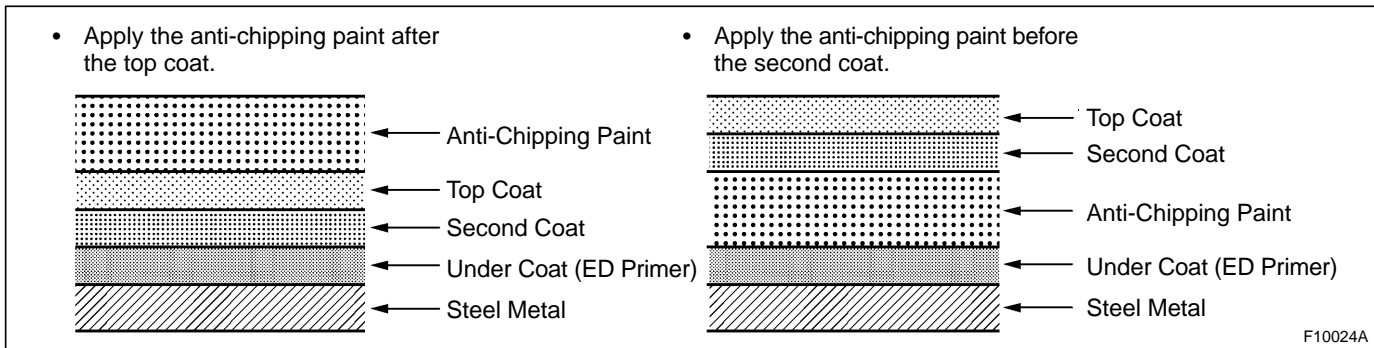 • Apply the anti-chipping paint after
the top coat.
Anti-Chipping Paint
Top Coat
Second Coat
Under Coat (ED Primer)
Steel Metal
• Apply the anti-chipping paint before
the second coat.
Top Coat
Second Coat
Anti-Chipping Paint
Under Coat (ED Primer)
Steel Metal
F10024A